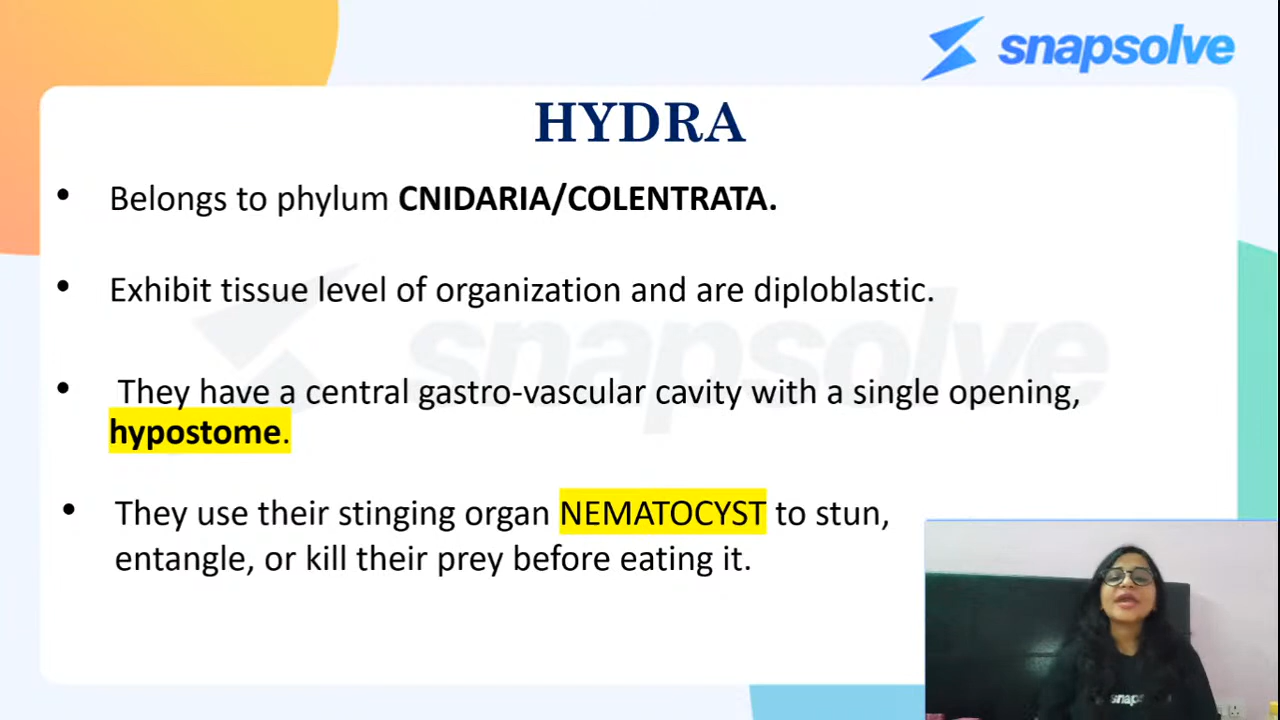 snapsolve
HYDRA
• Belongs to phylum CNIDARIA/COLENTRATA.
• Exhibit tissue level of organization and are diploblastic.
• They have a central gastro-vascular cavity with a single opening,
hypostome.
• They use their stinging organ NEMATOCYST to stun,
entangle, or kill their prey before eating it.
snapsolve